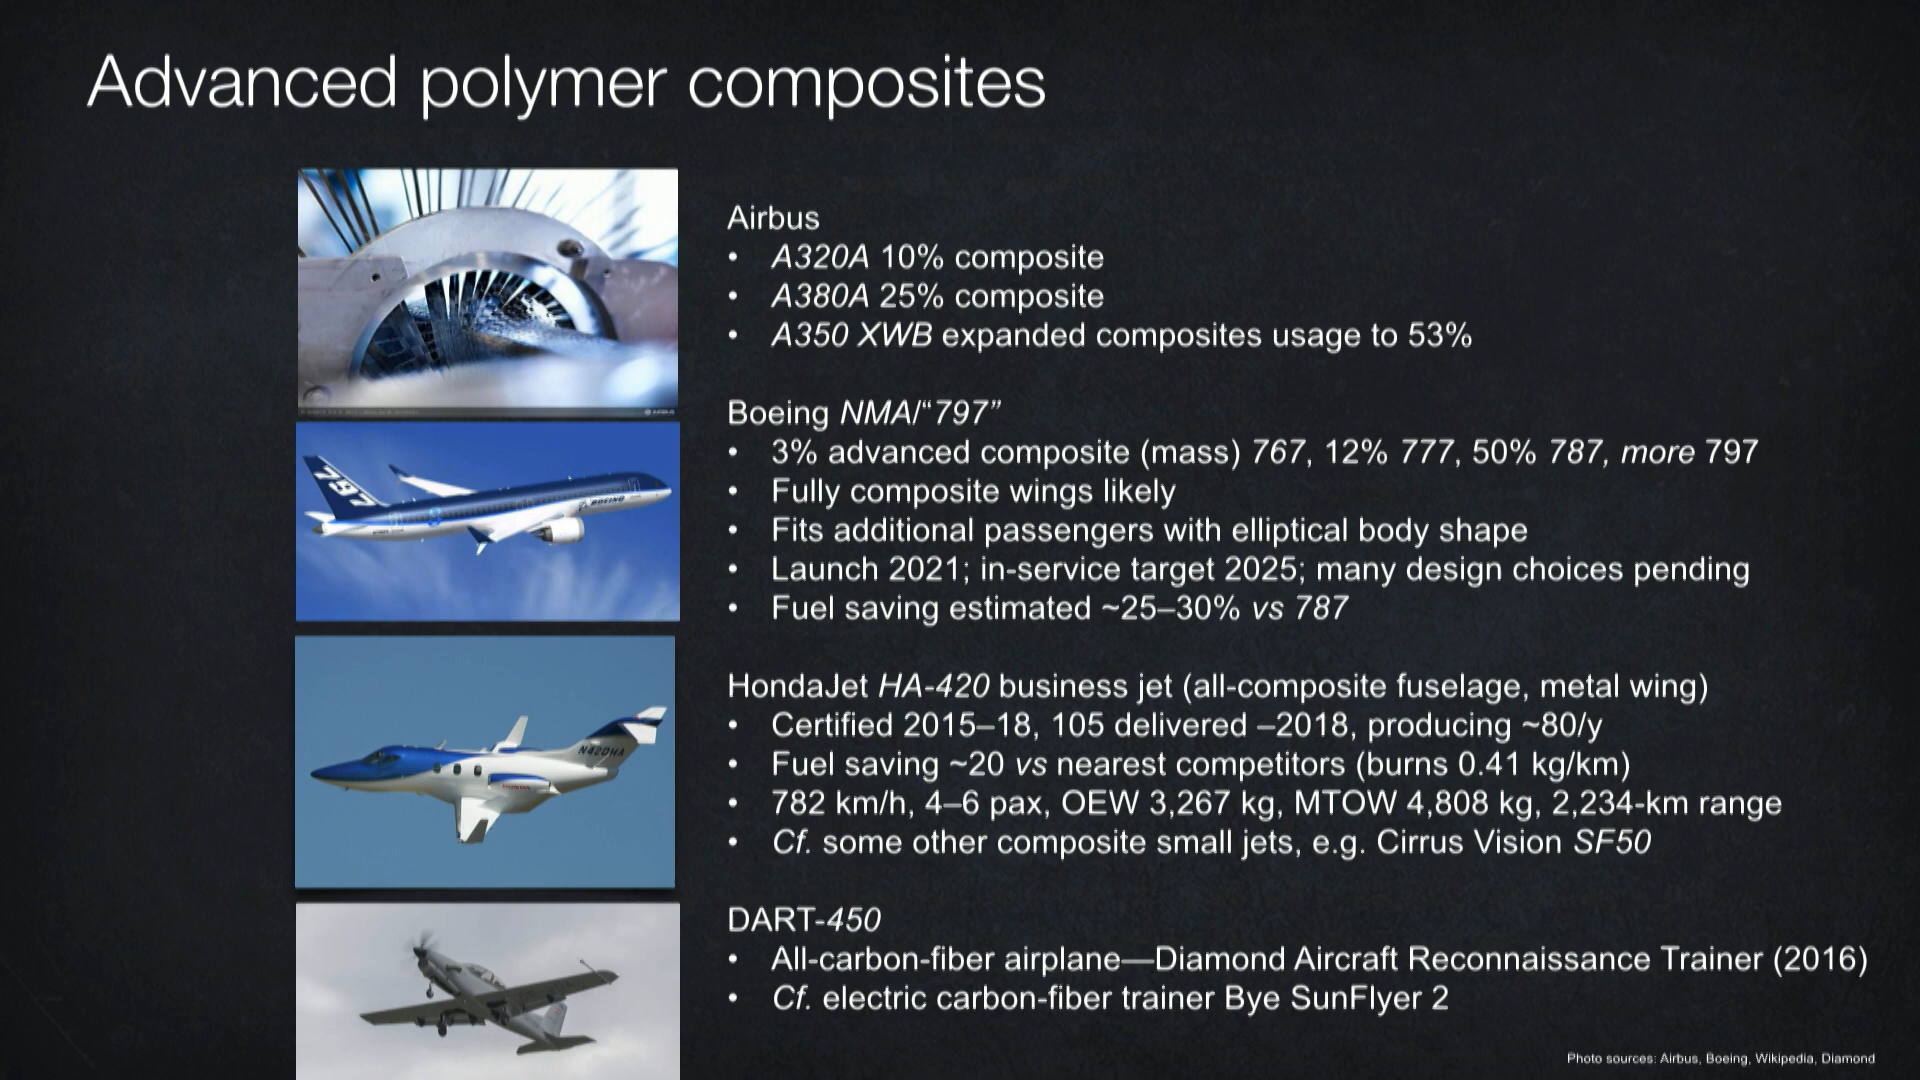 Advanced polymer composites
Airbus
• A320A 10% composite
• A380A 25% composite
• A350 XWB expanded composites usage to 53%
Boeing NMA/“797”
• 3% advanced composite (mass) 767, 12% 777, 50% 787, more 797
• Fully composite wings likely
• Fits additional passengers with elliptical body shape
• Launch 2021; in-service target 2025; many design choices pending
• Fuel saving estimated ~25–30% vs 787
HondaJet HA-420 business jet (all-composite fuselage, metal wing)
• Certified 2015–18, 105 delivered –2018, producing ~80/y
• Fuel saving ~20 vs nearest competitors (burns 0.41 kg/km)
• 782 km/h, 4–6 pax, OEW 3,267 kg, MTOW 4,808 kg, 2,234-km range
• Cf. some other composite small jets, e.g. Cirrus Vision SF50
DART-450
• All-carbon-fiber airplane—Diamond Aircraft Reconnaissance Trainer (2016)
• Cf. electric carbon-fiber trainer Bye SunFlyer 2
Photo sources: Airbus, Boeing, Wikipedia, Diamond
AIRBUS
797
BOEING
N420HA
HONDA